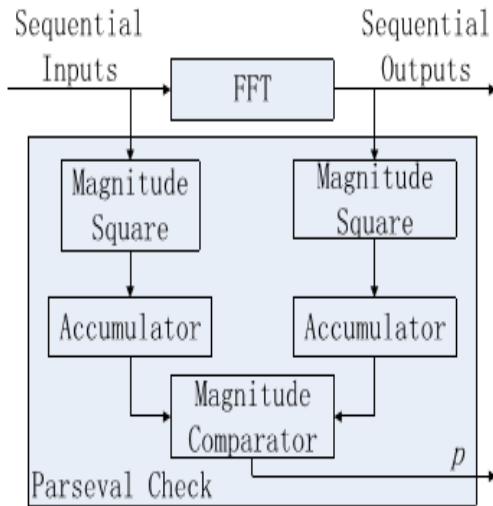 Sequential
Inputs
Sequential
Outputs
FFT
Magnitude
Square
Magnitude
Square
Accumulator
Accumulator
Magnitude
Comparator
p
Parseval Check